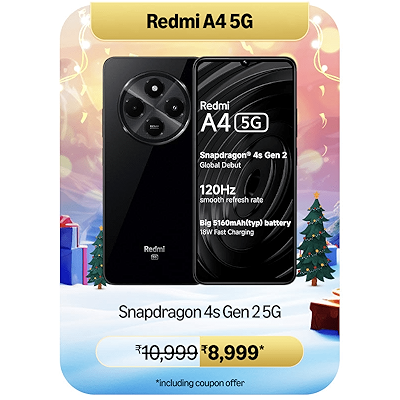 Redmi A4 5G
Redmi
A4 5G
Snapdragon® 4s Gen 2
Global Debut
120Hz
smooth refresh rate
Big 5160mAh(typ) battery
18W Fast Charging
Redmi
5G
Snapdragon 4s Gen 2 5G
₹10,999 ₹8,999*
*including coupon offer